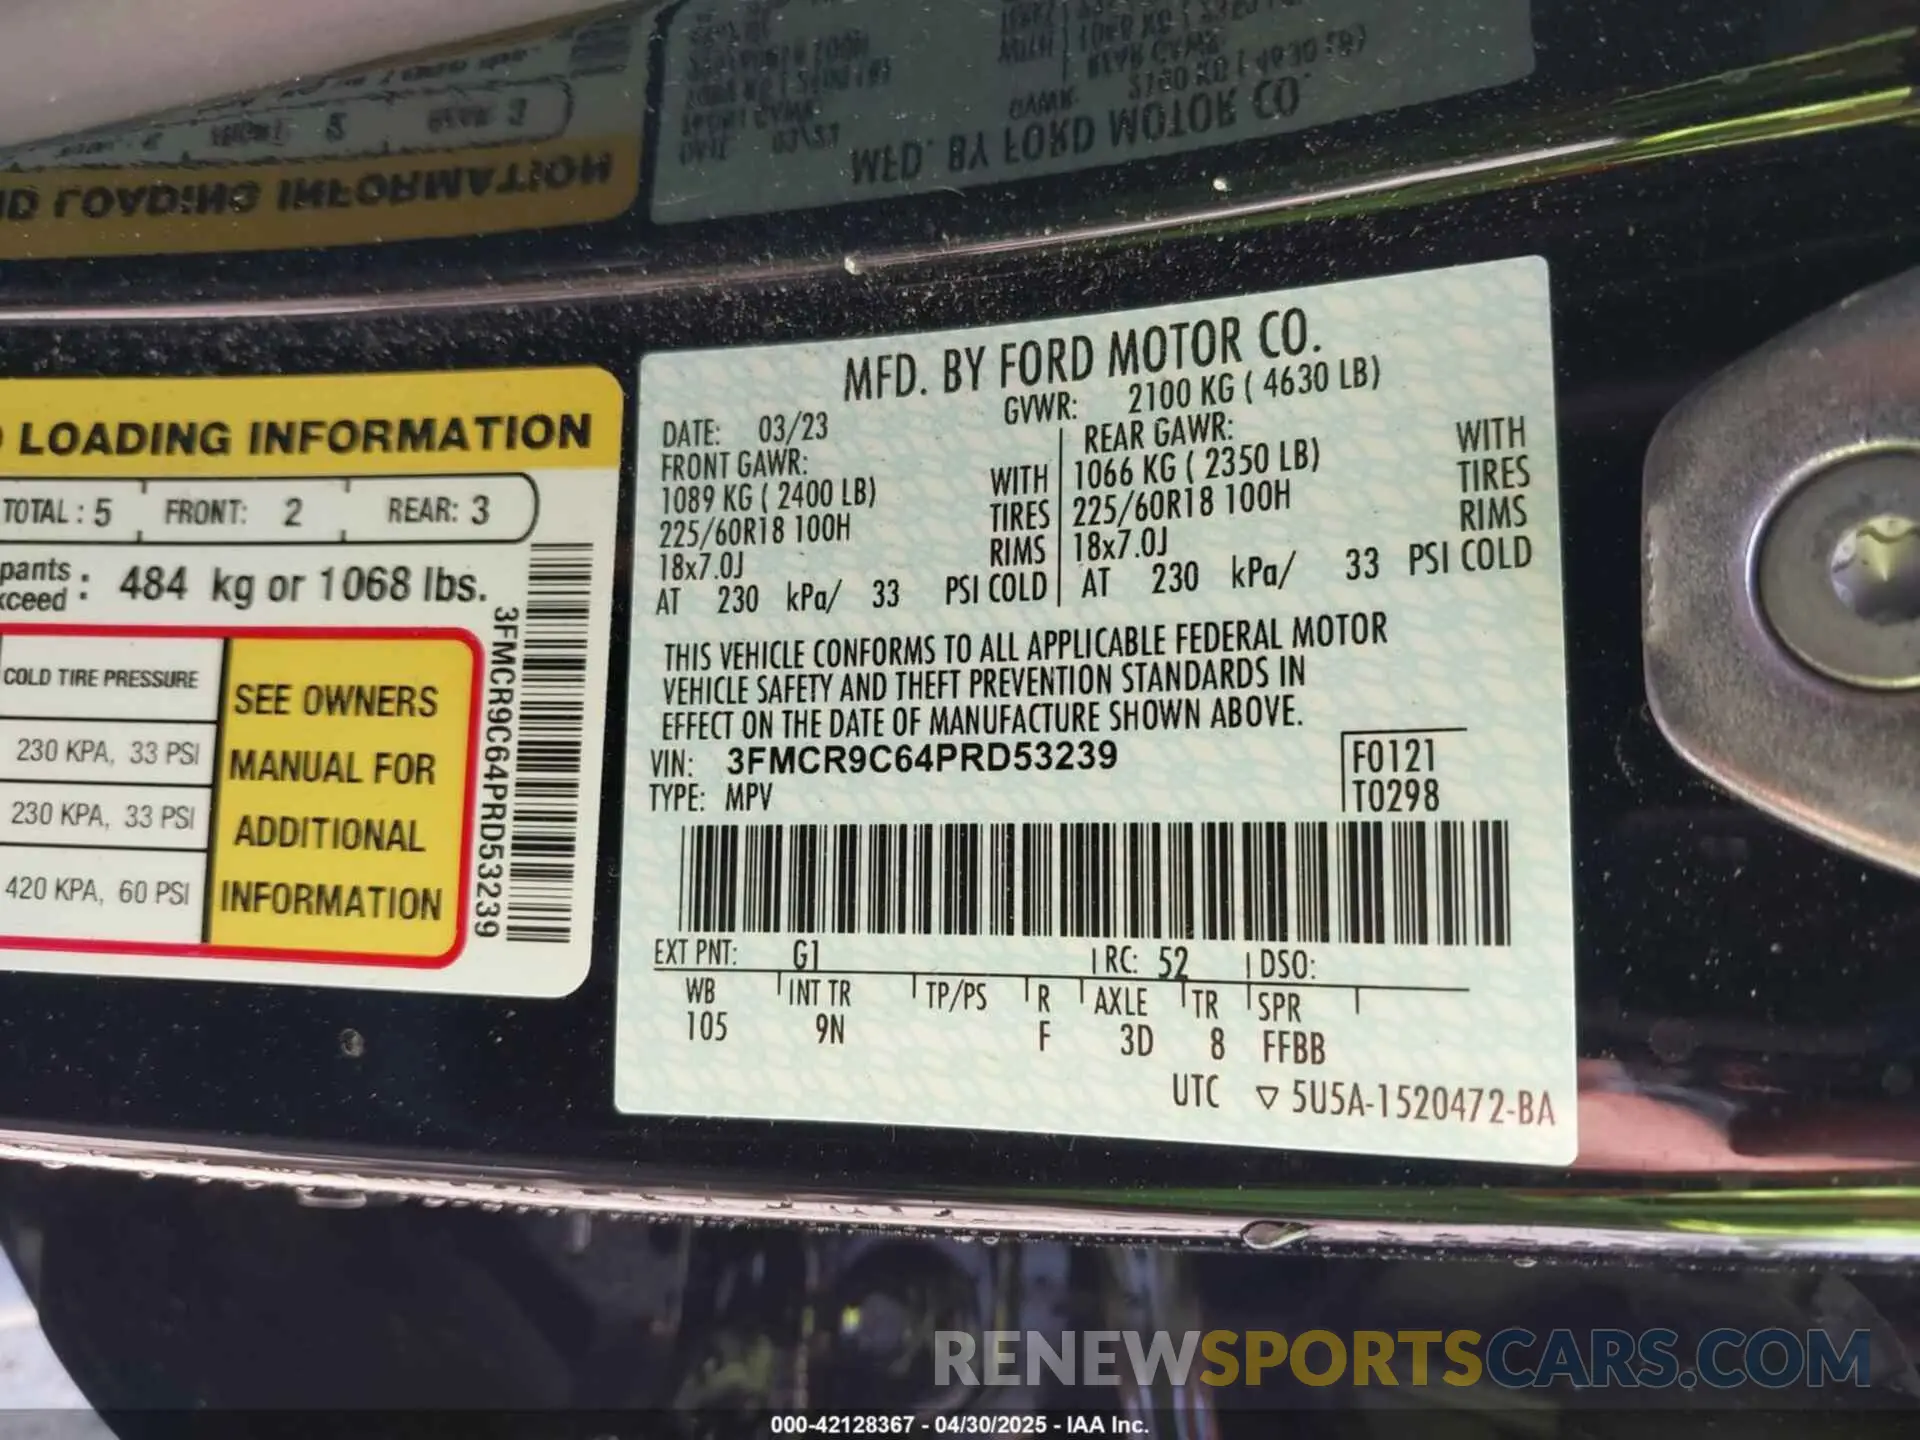 LOADING INFORMATION
TOTAL : 5 FRONT: 2 REAR: 3
pants
xceed : 484 kg or 1068 lbs.
COLD TIRE PRESSURE
230 KPA, 33 PSI
230 KPA, 33 PSI
420 KPA, 60 PSI
SEE OWNERS
MANUAL FOR
ADDITIONAL
INFORMATION
3FMCR9C64PRD53239
MFD. BY FORD MOTOR CO.
DATE: 03/23 GVWR: 2100 KG ( 4630 LB)
FRONT GAWR: REAR GAWR:
1089 KG ( 2400 LB) WITH 1066 KG ( 2350 LB) WITH
225/60R18 100H TIRES 225/60R18 100H TIRES
18x7.0J RIMS 18x7.0J RIMS
AT 230 kPa/ 33 PSI COLD AT 230 kPa/ 33 PSI COLD
THIS VEHICLE CONFORMS TO ALL APPLICABLE FEDERAL MOTOR
VEHICLE SAFETY AND THEFT PREVENTION STANDARDS IN
EFFECT ON THE DATE OF MANUFACTURE SHOWN ABOVE.
VIN: 3FMCR9C64PRD53239 F0121
TYPE: MPV T0298
EXT PNT: G1 RC: 52 DSO:
WB INT TR TP/PS R AXLE TR SPR
105 9N F 3D 8 FFBB
UTC ▽ 5U5A-1520472-BA
RENEWSPORTSCARS.COM
000-42128367 - 04/30/2025 - IAA Inc.